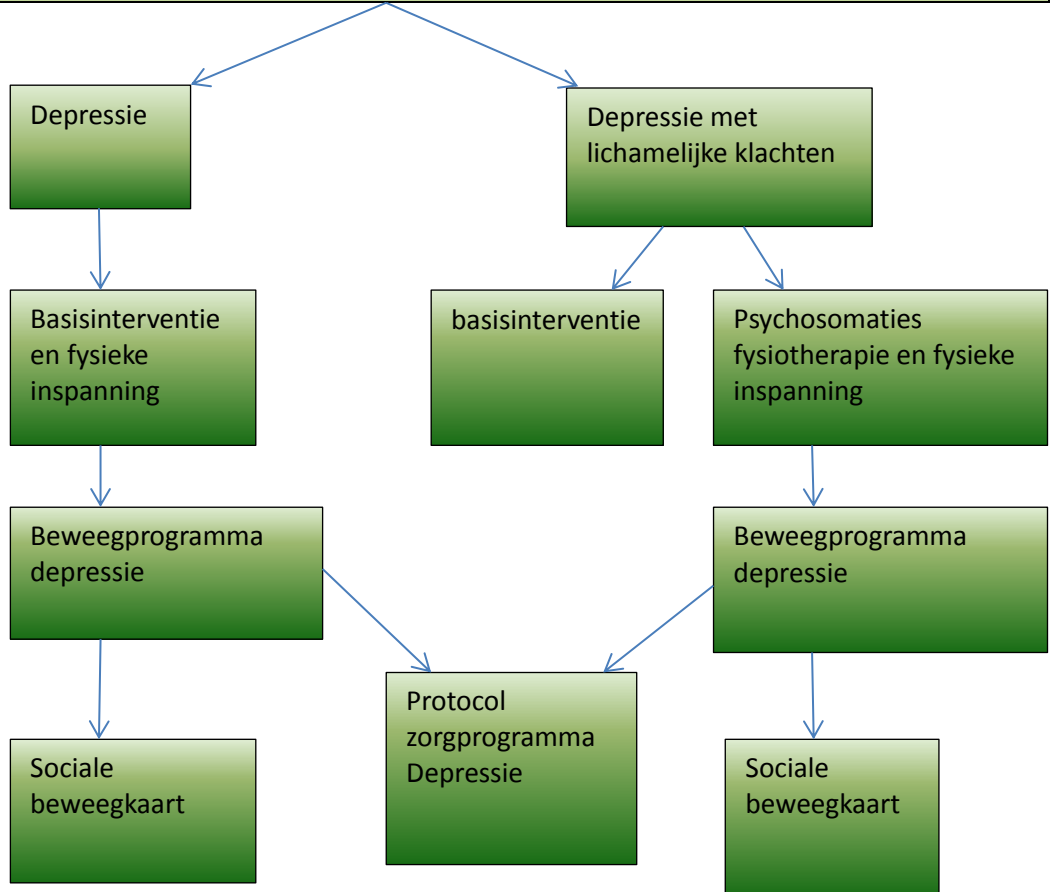 Depressie
Depressie met
lichamelijke klachten
Basisinterventie
en fysieke
inspanning
basisinterventie
Psychosomaties
fysiotherapie en fysieke
inspanning
Beweegprogramma
depressie
Beweegprogramma
depressie
Protocol
zorgprogramma
Depressie
Sociale
beweegkaart
Sociale
beweegkaart